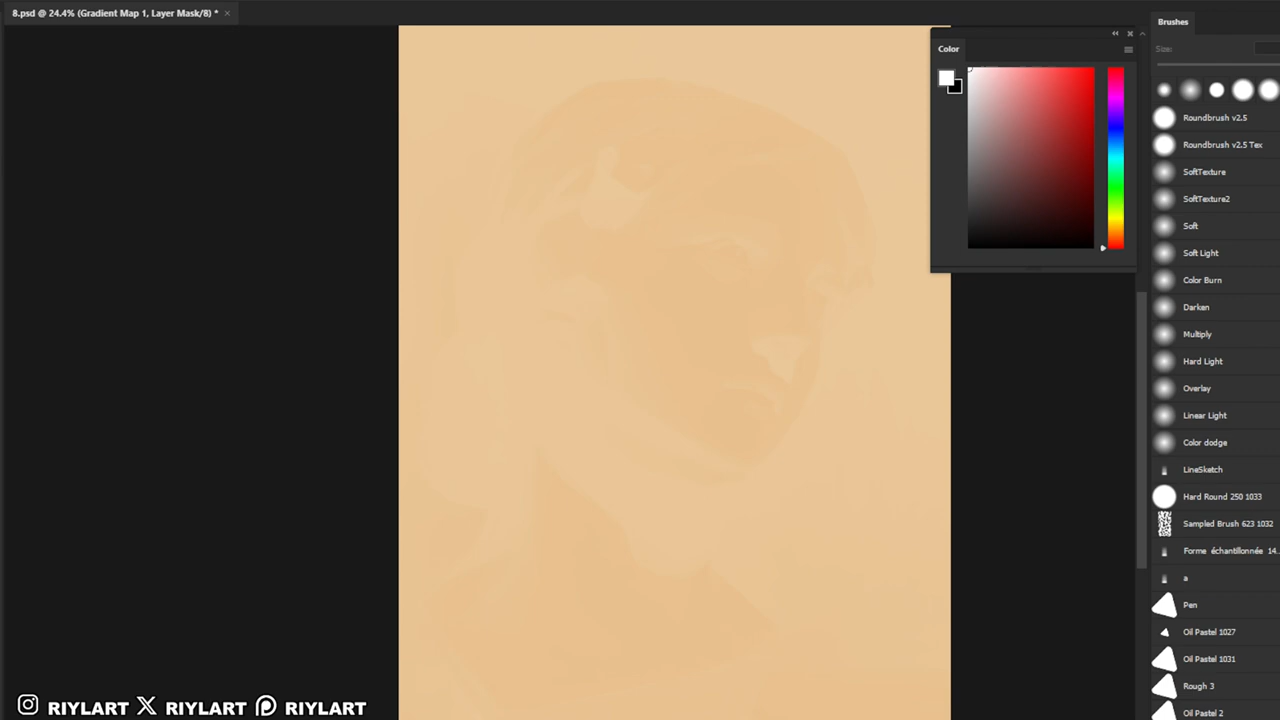 8.psd @ 24.4% (Gradient Map 1, Layer Mask/8) * ×
Color
Brushes
Size:
Roundbrush v2.5
Roundbrush v2.5 Tex
SoftTexture
SoftTexture2
Soft
Soft Light
Color Burn
Darken
Multiply
Hard Light
Overlay
Linear Light
Color dodge
LineSketch
Hard Round 250 1033
Sampled Brush 623 1032
Forme échantillonnée 14...
a
Pen
Oil Pastel 1027
Oil Pastel 1031
Rough 3
Oil Pastel 2
RIYLART RIYLART RIYLART